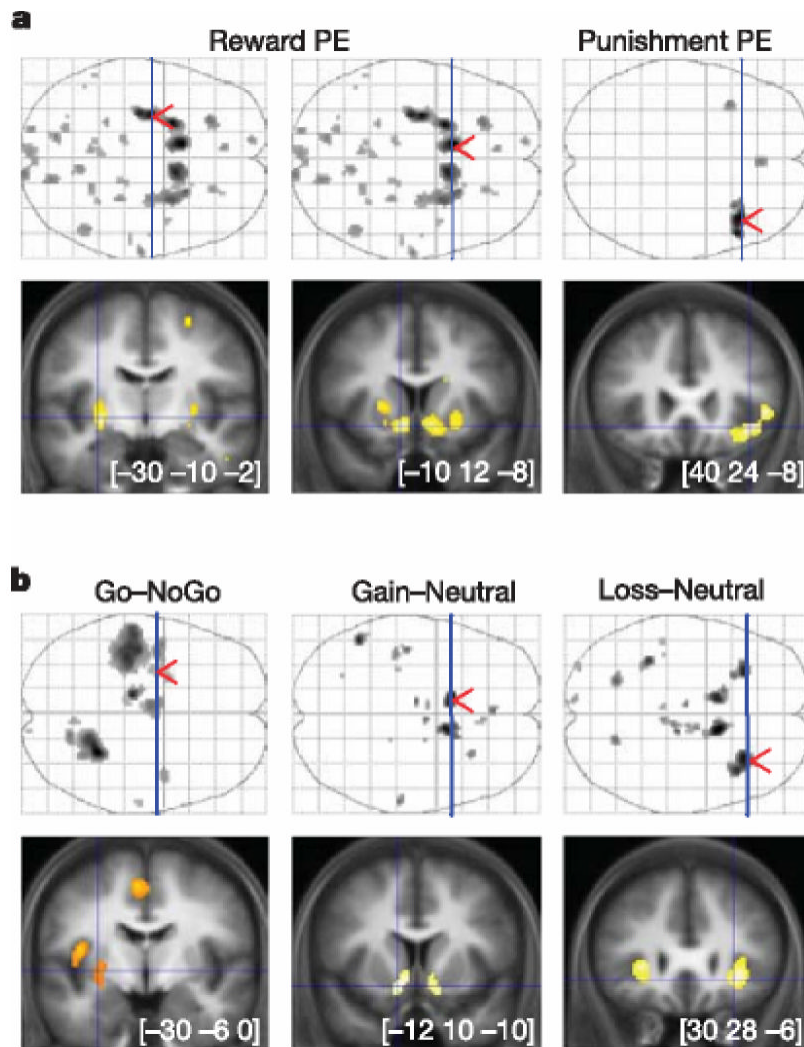 a
Reward PE
Punishment PE
[–30 –10 –2]
[–10 12 –8]
[40 24 –8]
b
Go–NoGo
Gain–Neutral
Loss–Neutral
[–30 –6 0]
[–12 10 –10]
[30 28 –6]